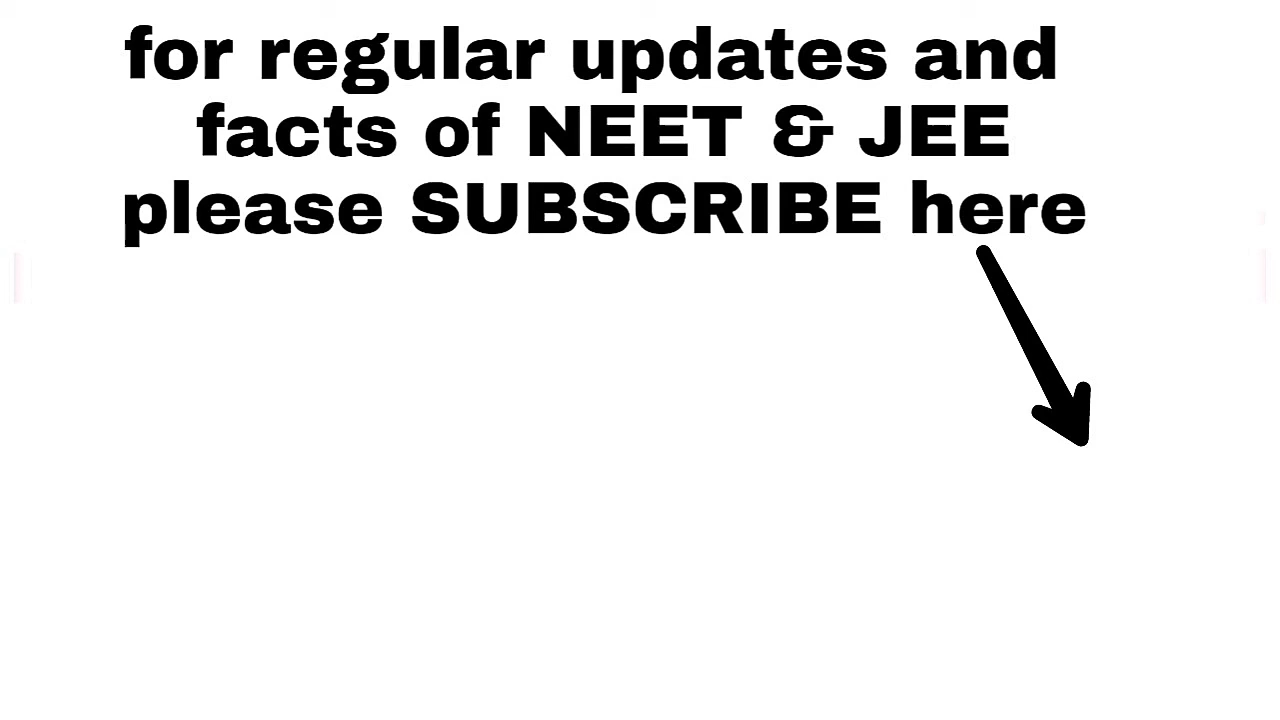 for regular updates and
facts of NEET & JEE
please SUBSCRIBE here